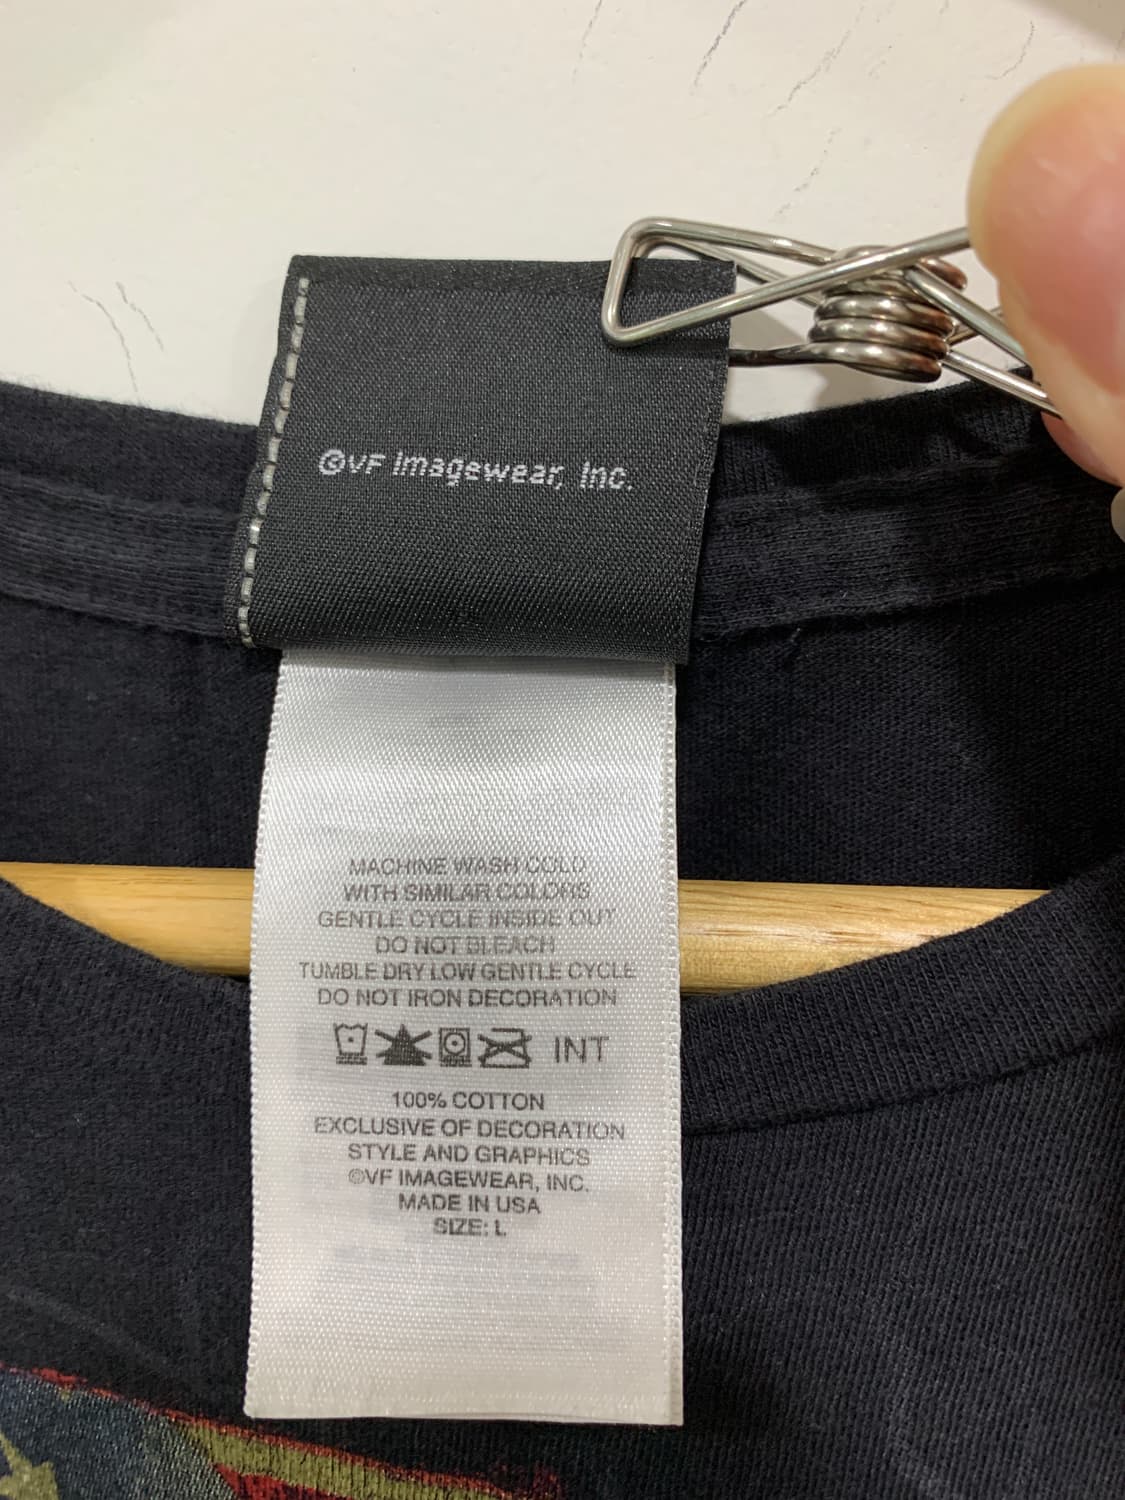 ©VF Imagewear, Inc.
MACHINE WASH COLD
WITH SIMILAR COLORS
GENTLE CYCLE INSIDE OUT
DO NOT BLEACH
TUMBLE DRY LOW GENTLE CYCLE
DO NOT IRON DECORATION
INT
100% COTTON
EXCLUSIVE OF DECORATION
STYLE AND GRAPHICS
©VF IMAGEWEAR, INC.
MADE IN USA
SIZE: L